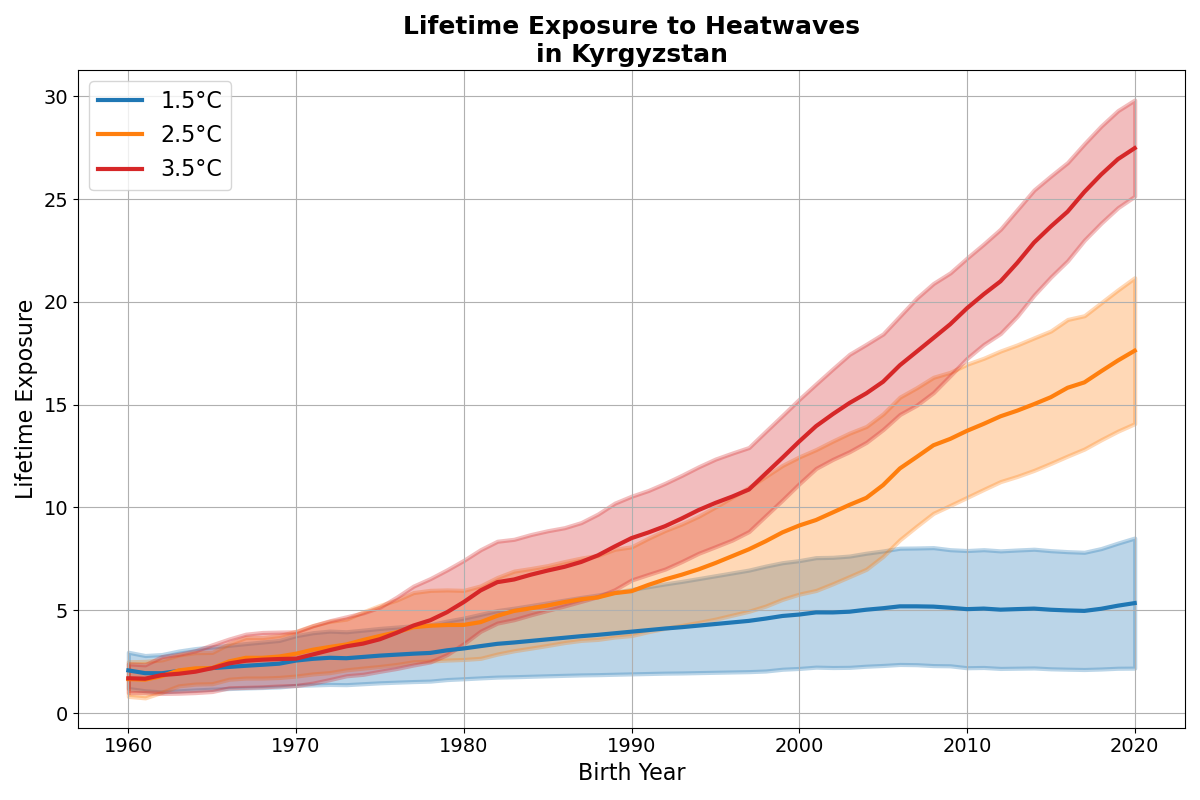 Lifetime Exposure to Heatwaves
in Kyrgyzstan
1.5°C
2.5°C
3.5°C
Lifetime Exposure
30
25
20
15
10
5
0
1960 1970 1980 1990 2000 2010 2020
Birth Year